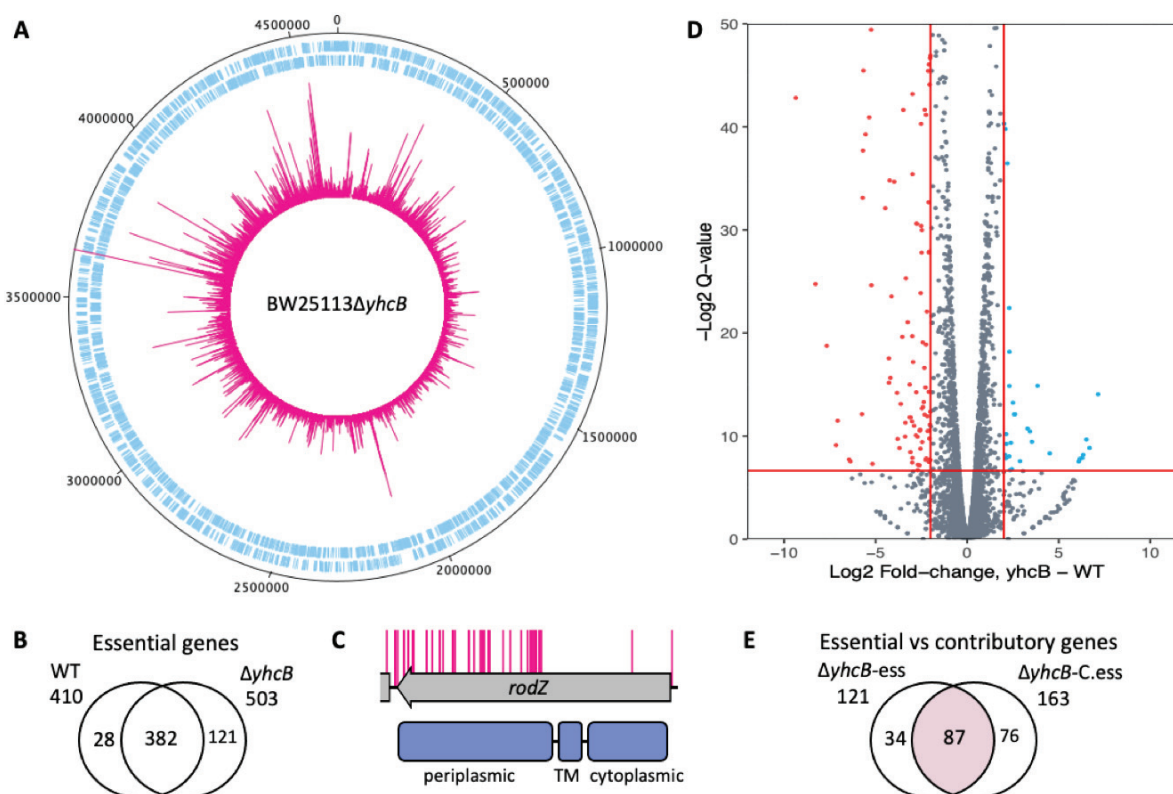 A
0
500000
1000000
1500000
2000000
2500000
3000000
3500000
4000000
4500000
BW25113ΔyhcB
D
50
40
30
20
10
0
−Log2 Q−value
−10
−5
0
5
10
Log2 Fold−change, yhcB − WT
B
Essential genes
WT
410
ΔyhcB
503
28
382
121
C
rodZ
periplasmic
TM
cytoplasmic
E
Essential vs contributory genes
ΔyhcB-ess
121
ΔyhcB-C.ess
163
34
87
76